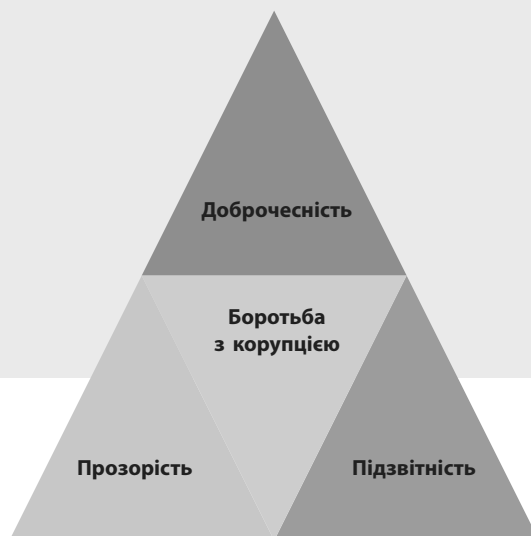 Доброчесність
Боротьба
з корупцією
Прозорість
Підзвітність